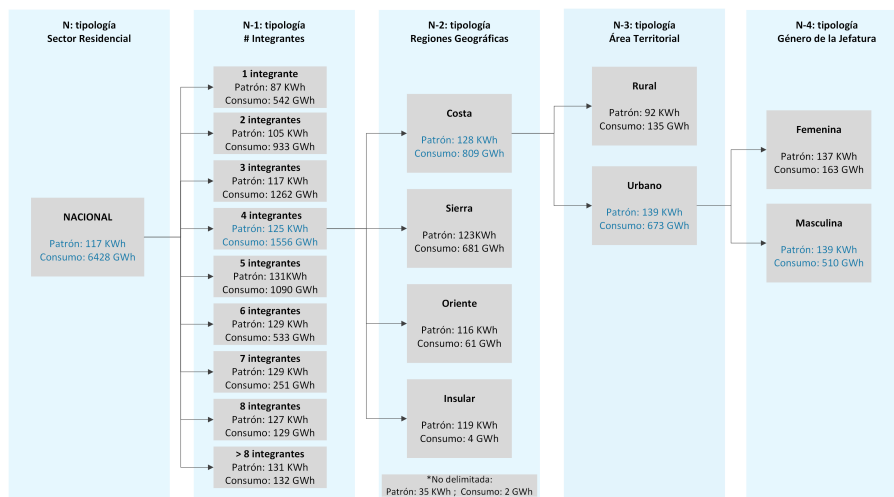 N: tipología
Sector Residencial
NACIONAL
Patrón: 117 KWh
Consumo: 6428 GWh
N-1: tipología
# Integrantes
1 integrante
Patrón: 87 KWh
Consumo: 542 GWh
2 integrantes
Patrón: 105 KWh
Consumo: 933 GWh
3 integrantes
Patrón: 117 KWh
Consumo: 1262 GWh
4 integrantes
Patrón: 125 KWh
Consumo: 1556 GWh
5 integrantes
Patrón: 131KWh
Consumo: 1090 GWh
6 integrantes
Patrón: 129 KWh
Consumo: 533 GWh
7 integrantes
Patrón: 129 KWh
Consumo: 251 GWh
8 integrantes
Patrón: 127 KWh
Consumo: 129 GWh
> 8 integrantes
Patrón: 131 KWh
Consumo: 132 GWh
N-2: tipología
Regiones Geográficas
Costa
Patrón: 128 KWh
Consumo: 809 GWh
Sierra
Patrón: 123KWh
Consumo: 681 GWh
Oriente
Patrón: 116 KWh
Consumo: 61 GWh
Insular
Patrón: 119 KWh
Consumo: 4 GWh
*No delimitada:
Patrón: 35 KWh ; Consumo: 2 GWh
N-3: tipología
Área Territorial
Rural
Patrón: 92 KWh
Consumo: 135 GWh
Urbano
Patrón: 139 KWh
Consumo: 673 GWh
N-4: tipología
Género de la Jefatura
Femenina
Patrón: 137 KWh
Consumo: 163 GWh
Masculina
Patrón: 139 KWh
Consumo: 510 GWh